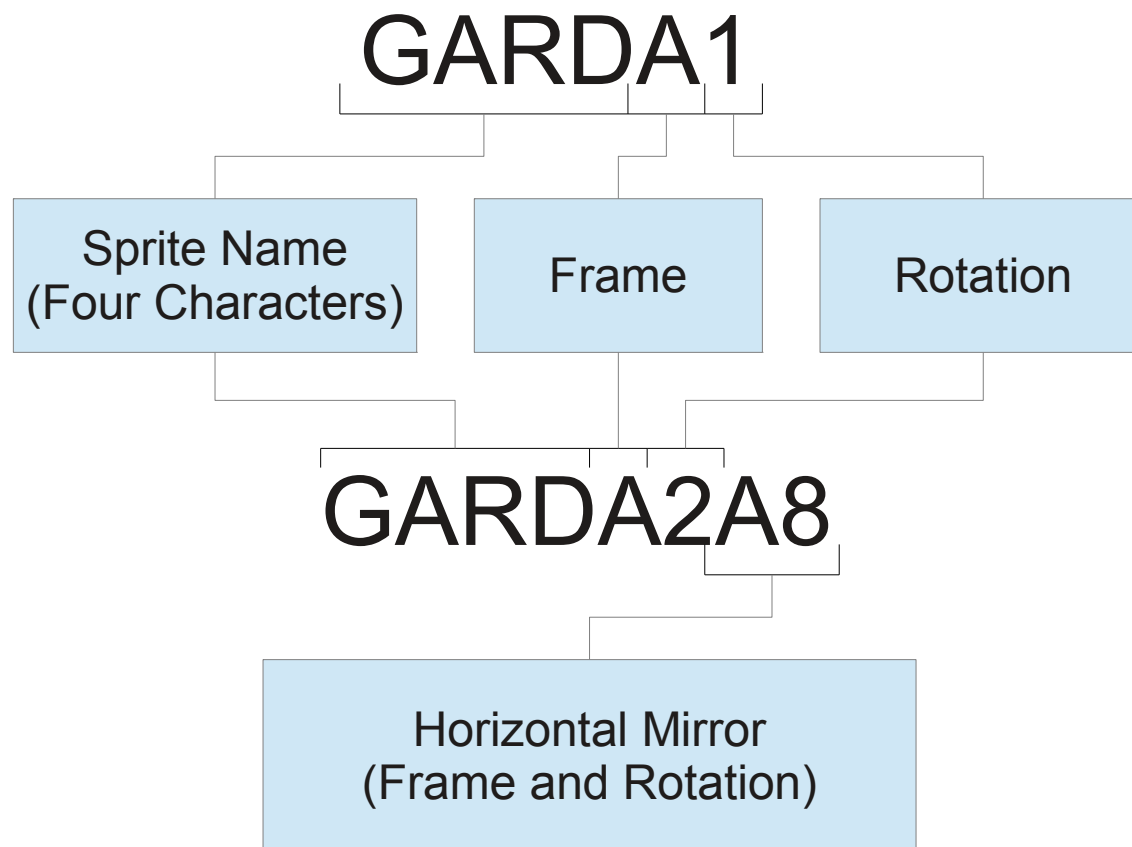 GARDA1
Sprite Name
(Four Characters)
Frame
Rotation
GARDA2A8
Horizontal Mirror
(Frame and Rotation)